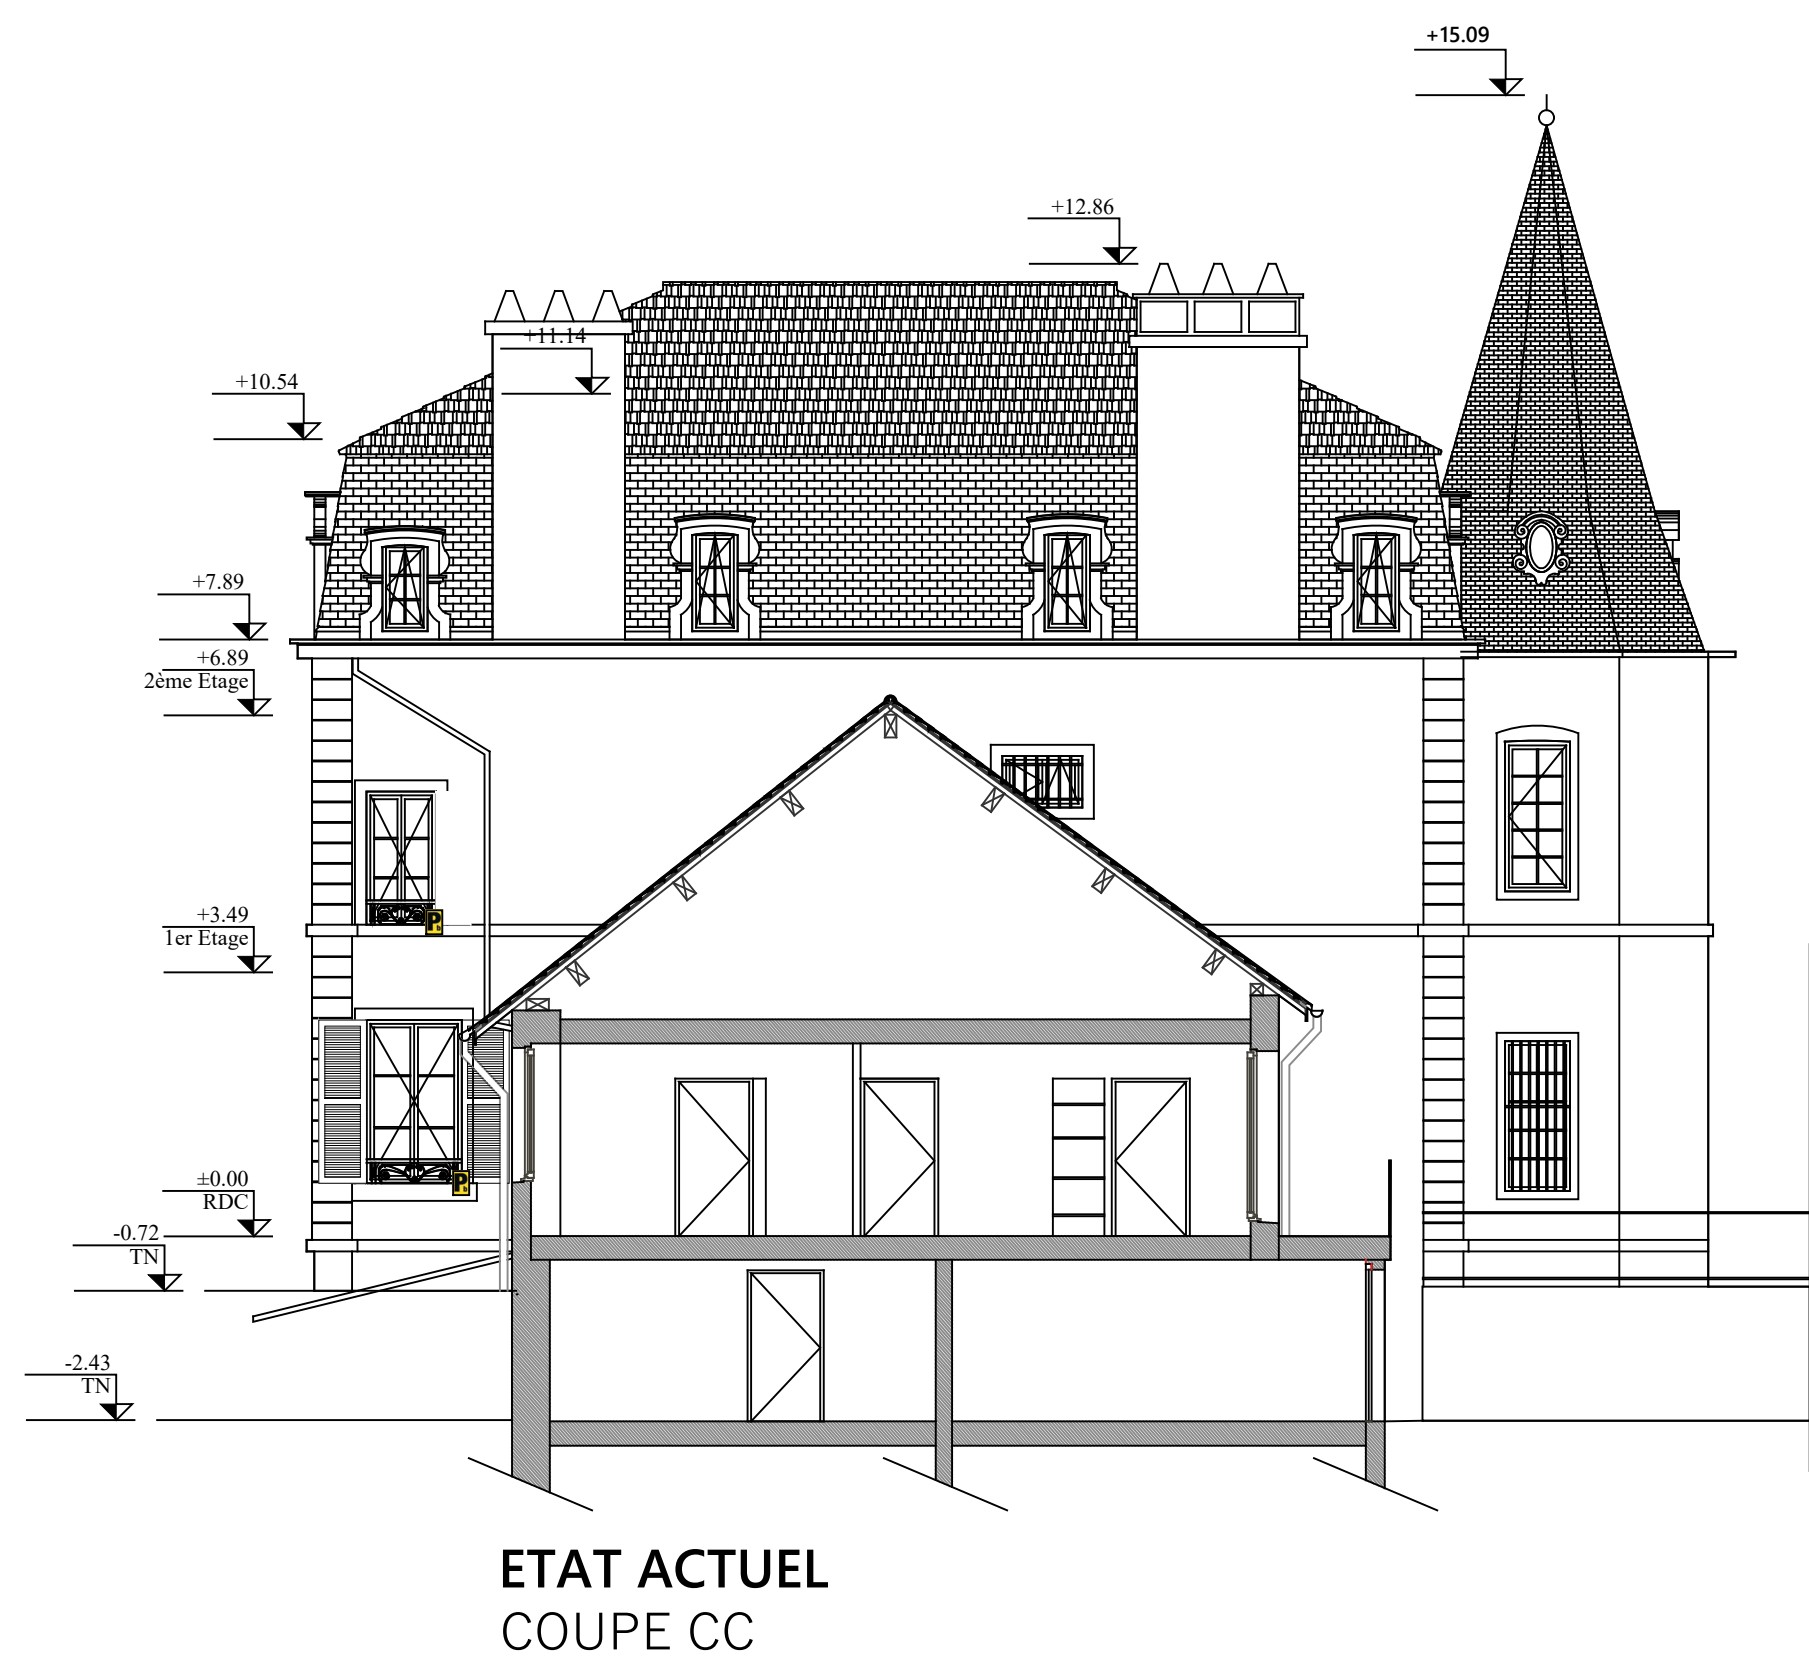 +15.09
+12.86
+11.14
+10.54
+7.89
+6.89
2ème Etage
+3.49
1er Etage
±0.00
RDC
-0.72
TN
-2.43
TN
P
P
ETAT ACTUEL
COUPE CC